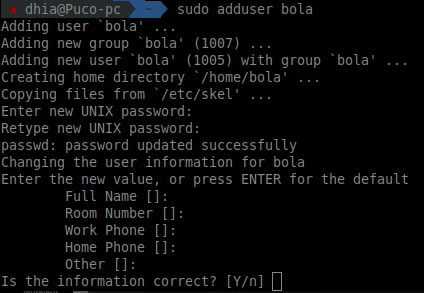 ✘ dhia@Puco-pc ~ sudo adduser bola
Adding user `bola' ...
Adding new group `bola' (1007) ...
Adding new user `bola' (1005) with group `bola' ...
Creating home directory `/home/bola' ...
Copying files from `/etc/skel' ...
Enter new UNIX password:
Retype new UNIX password:
passwd: password updated successfully
Changing the user information for bola
Enter the new value, or press ENTER for the default
Full Name []:
Room Number []:
Work Phone []:
Home Phone []:
Other []:
Is the information correct? [Y/n]